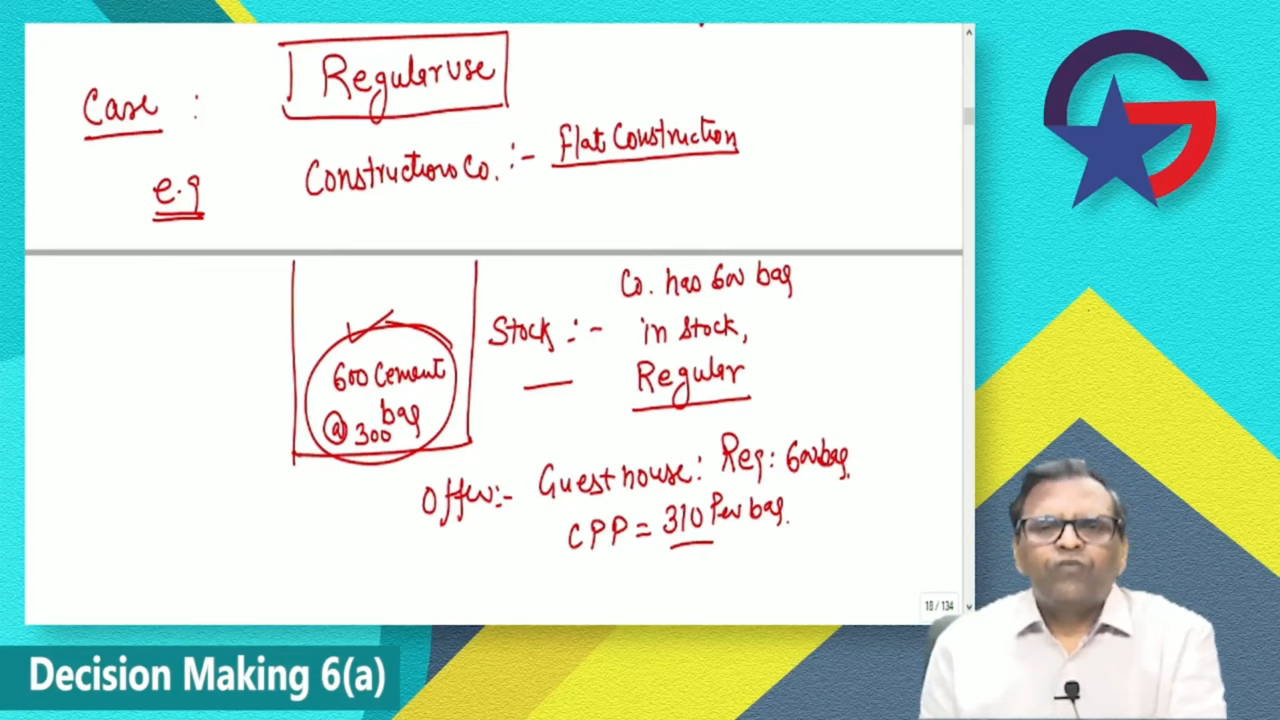 Regular use
Case :
Constructions Co. :- Flat Construction
e.g
Co. has 600 bag
Stock :- in stock,
600 Cement
bag
@ 300
Regular
Offer:- Guest house: Req: 600 bag.
CPP = 310 Per bag.
18 / 134
Decision Making 6(a)